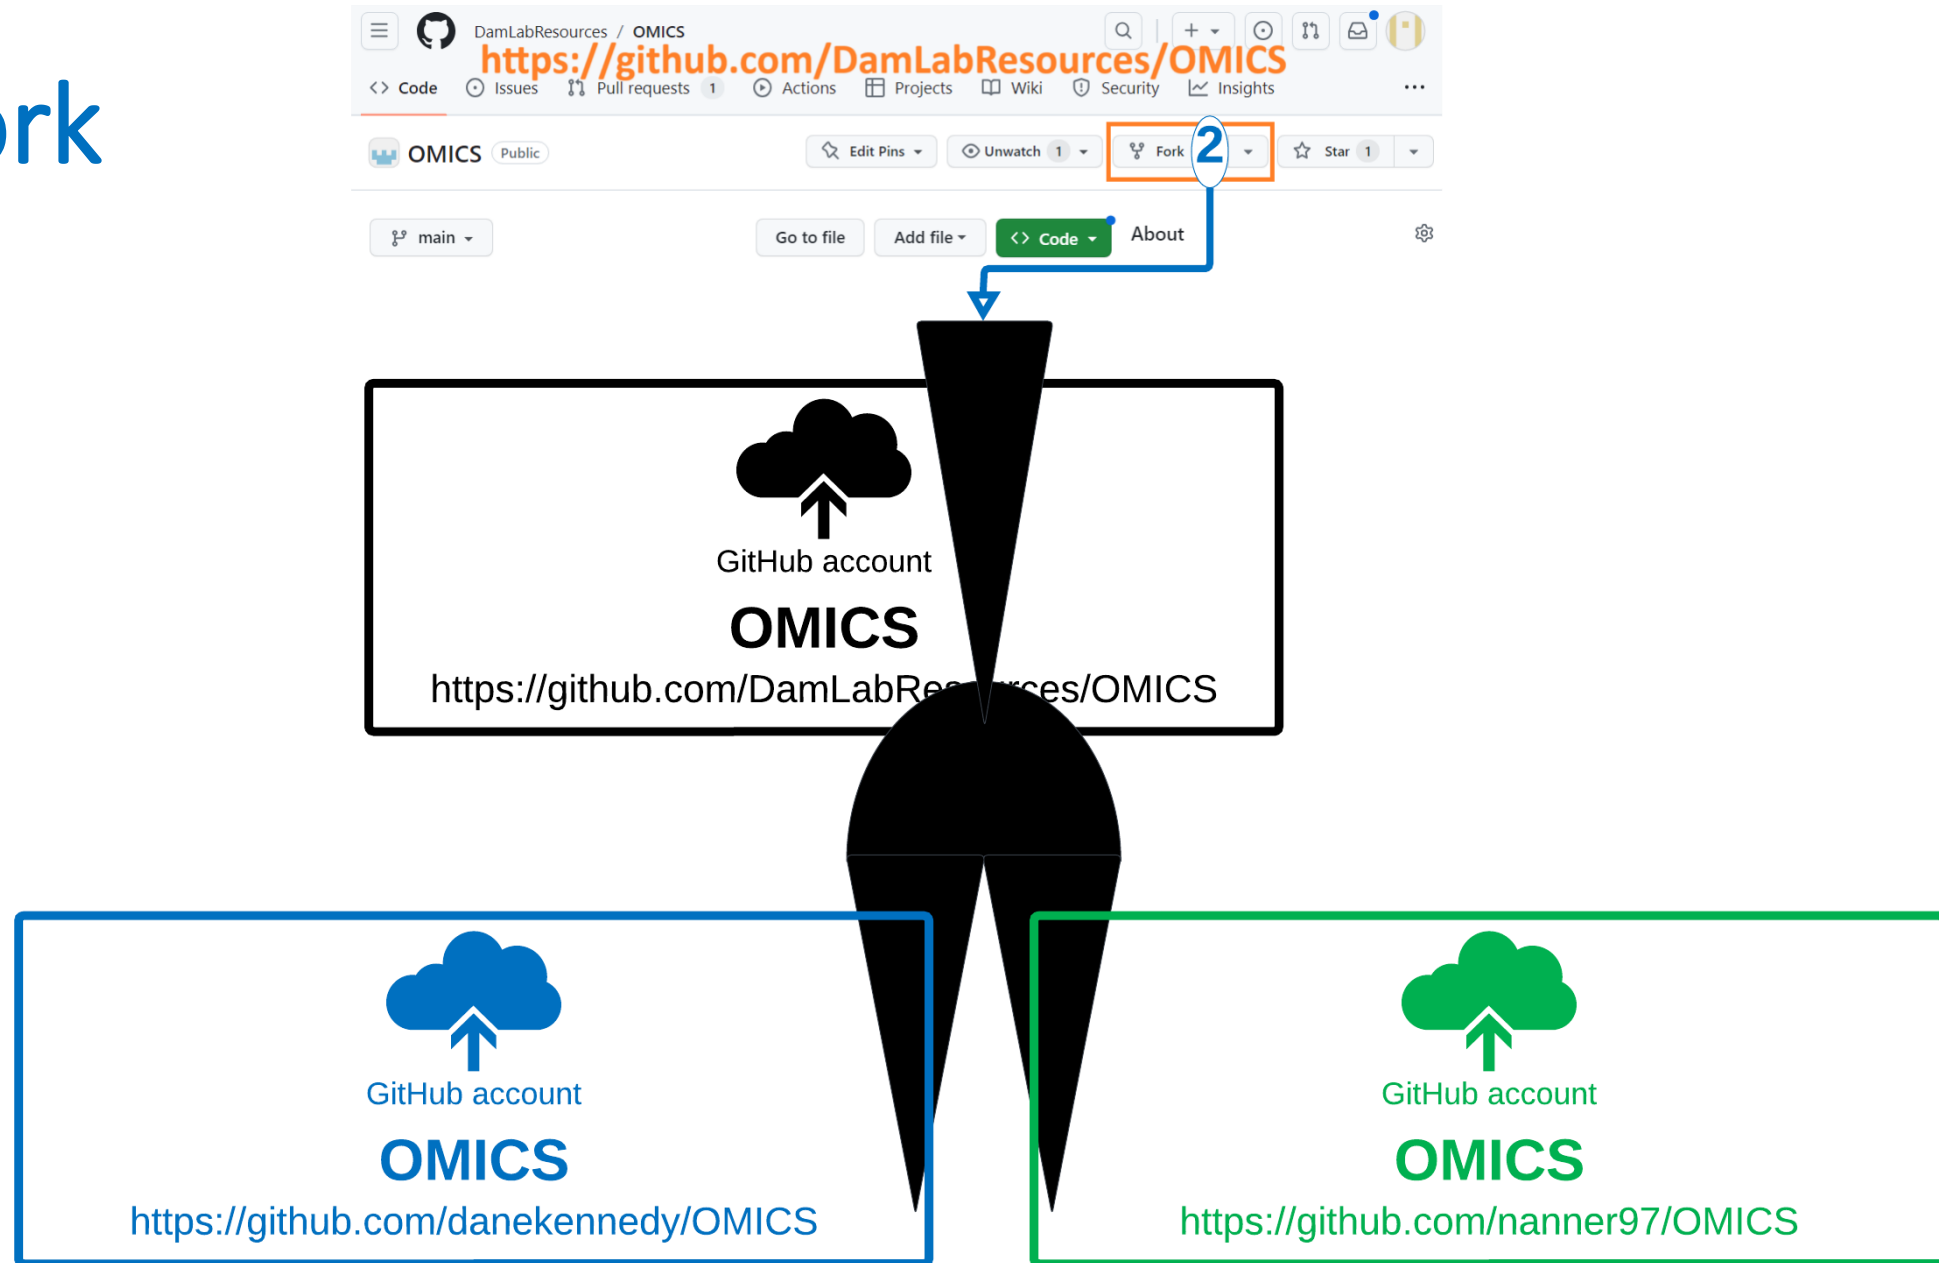 ork
DamLabResources / OMICS
https://github.com/DamLabResources/OMICS
<> Code Issues Pull requests 1 Actions Projects Wiki Security Insights ...
OMICS Public Edit Pins Unwatch 1 Fork 2 Star 1
main Go to file Add file <> Code About
GitHub account
OMICS
https://github.com/DamLabResources/OMICS
GitHub account
OMICS
https://github.com/danekennedy/OMICS
GitHub account
OMICS
https://github.com/nanner97/OMICS